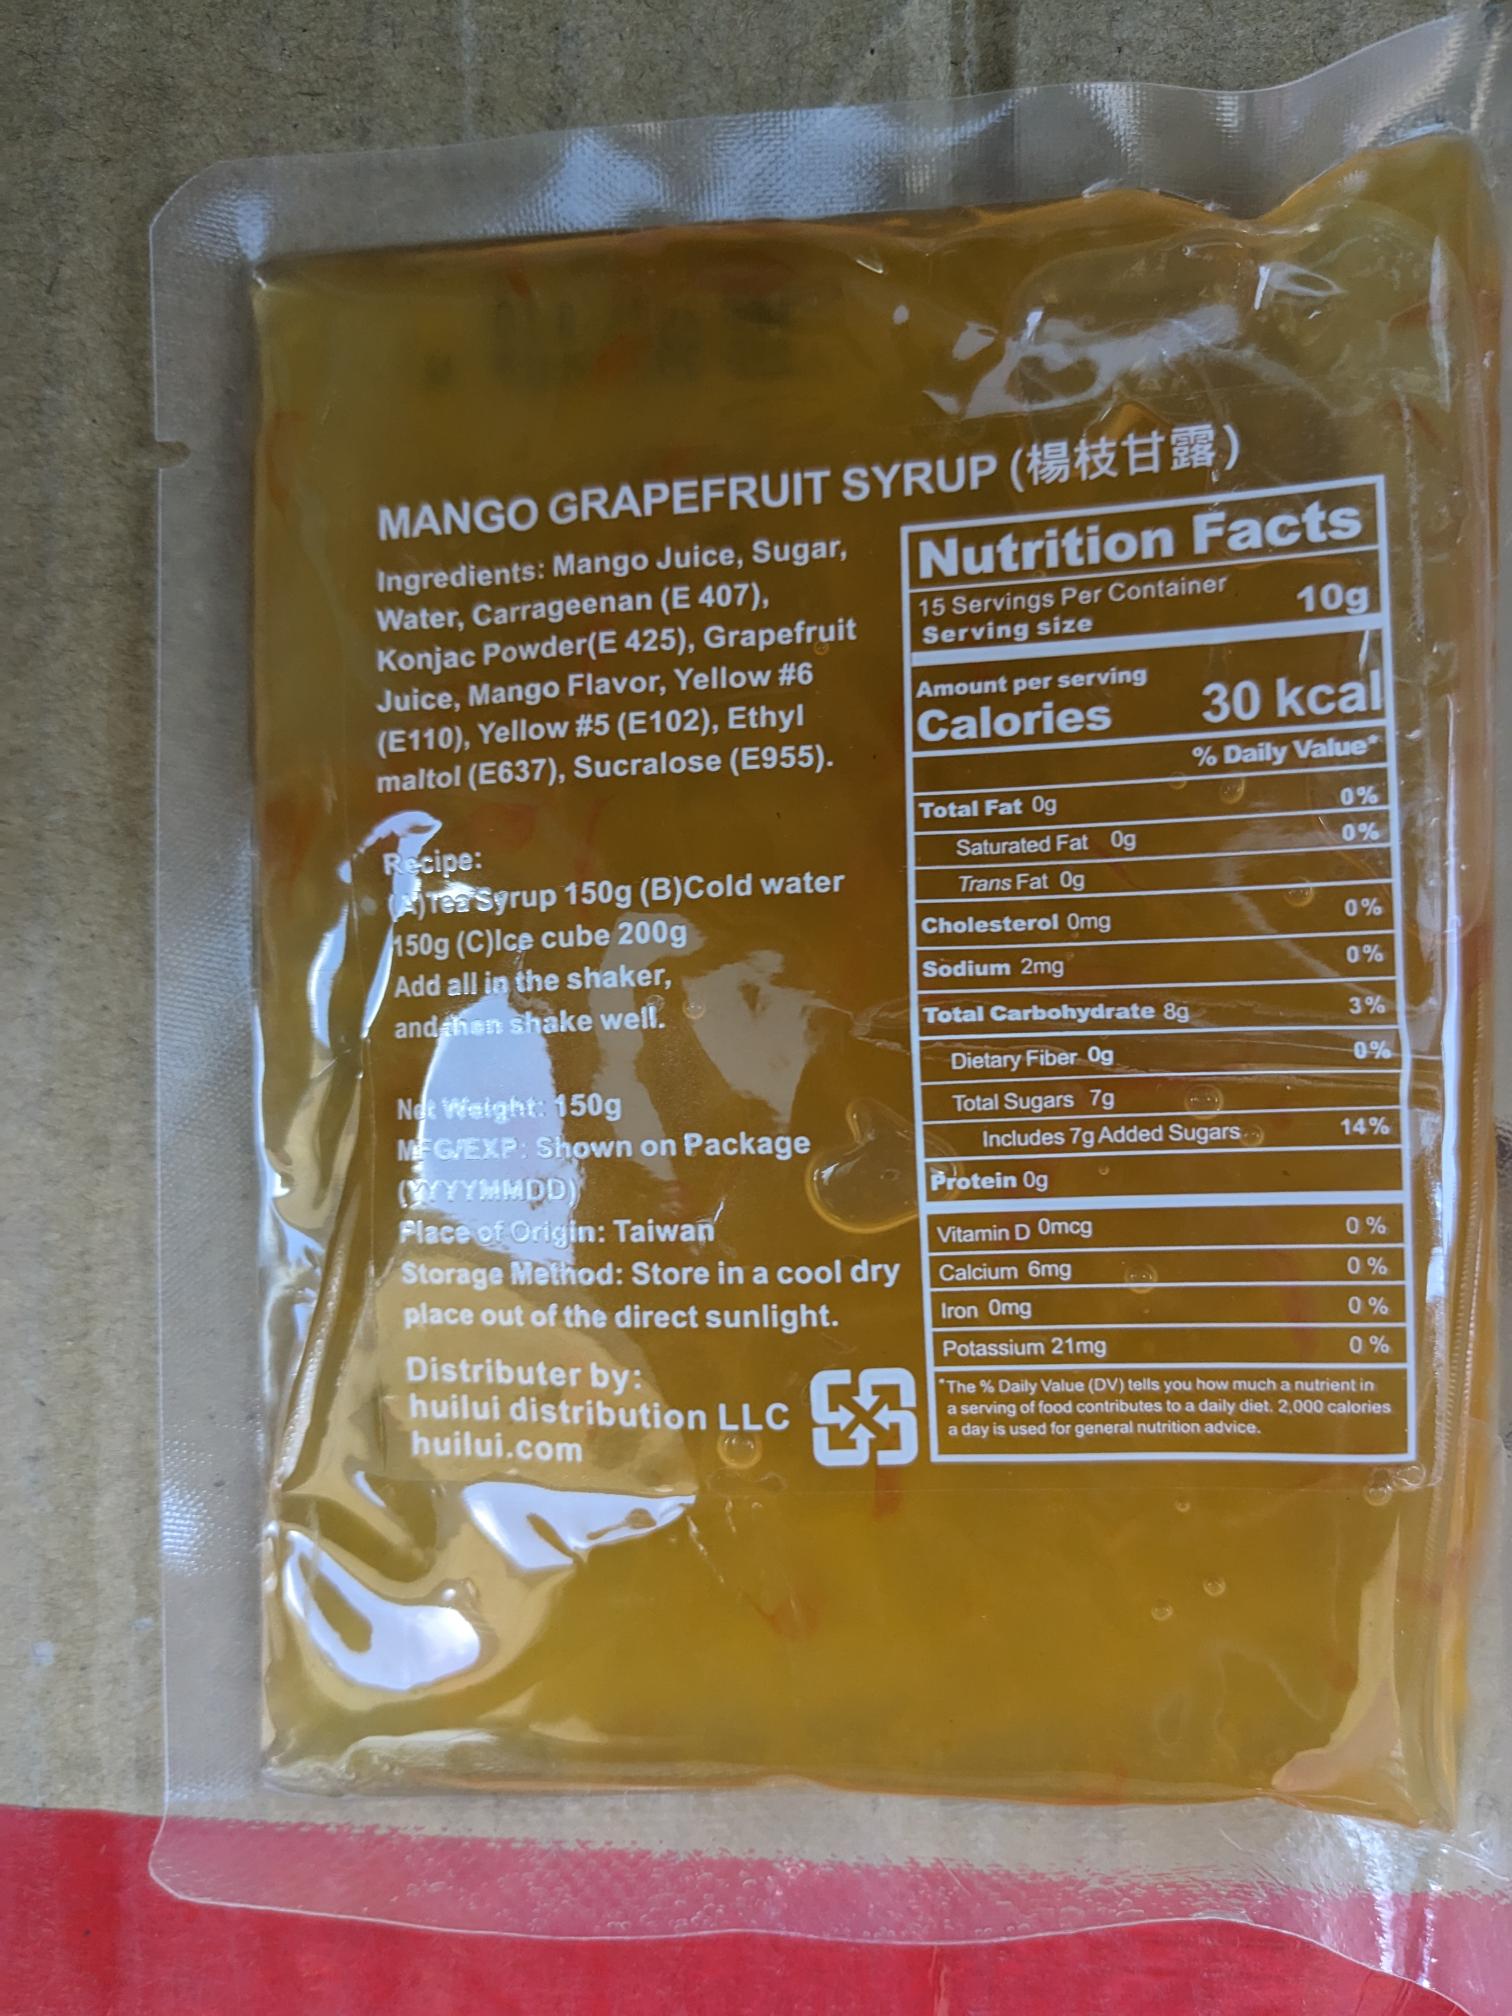 MANGO GRAPEFRUIT SYRUP (楊枝甘露)
Ingredients: Mango Juice, Sugar,
Water, Carrageenan (E 407),
Konjac Powder(E 425), Grapefruit
Juice, Mango Flavor, Yellow #6
(E110), Yellow #5 (E102), Ethyl
maltol (E637), Sucralose (E955).
Recipe:
(A)Tea Syrup 150g (B)Cold water
150g (C)Ice cube 200g
Add all in the shaker,
and then shake well.
Net Weight: 150g
MFG/EXP: Shown on Package
(YYYYMMDD)
Place of Origin: Taiwan
Storage Method: Store in a cool dry
place out of the direct sunlight.
Distributer by:
huilui distribution LLC
huilui.com
Nutrition Facts
15 Servings Per Container
Serving size 10g
Amount per serving
Calories 30 kcal
% Daily Value*
Total Fat 0g 0%
Saturated Fat 0g 0%
Trans Fat 0g
Cholesterol 0mg 0%
Sodium 2mg 0%
Total Carbohydrate 8g 3%
Dietary Fiber 0g 0%
Total Sugars 7g
Includes 7g Added Sugars 14%
Protein 0g
Vitamin D 0mcg 0 %
Calcium 6mg 0 %
Iron 0mg 0 %
Potassium 21mg 0 %
*The % Daily Value (DV) tells you how much a nutrient in
a serving of food contributes to a daily diet. 2,000 calories
a day is used for general nutrition advice.